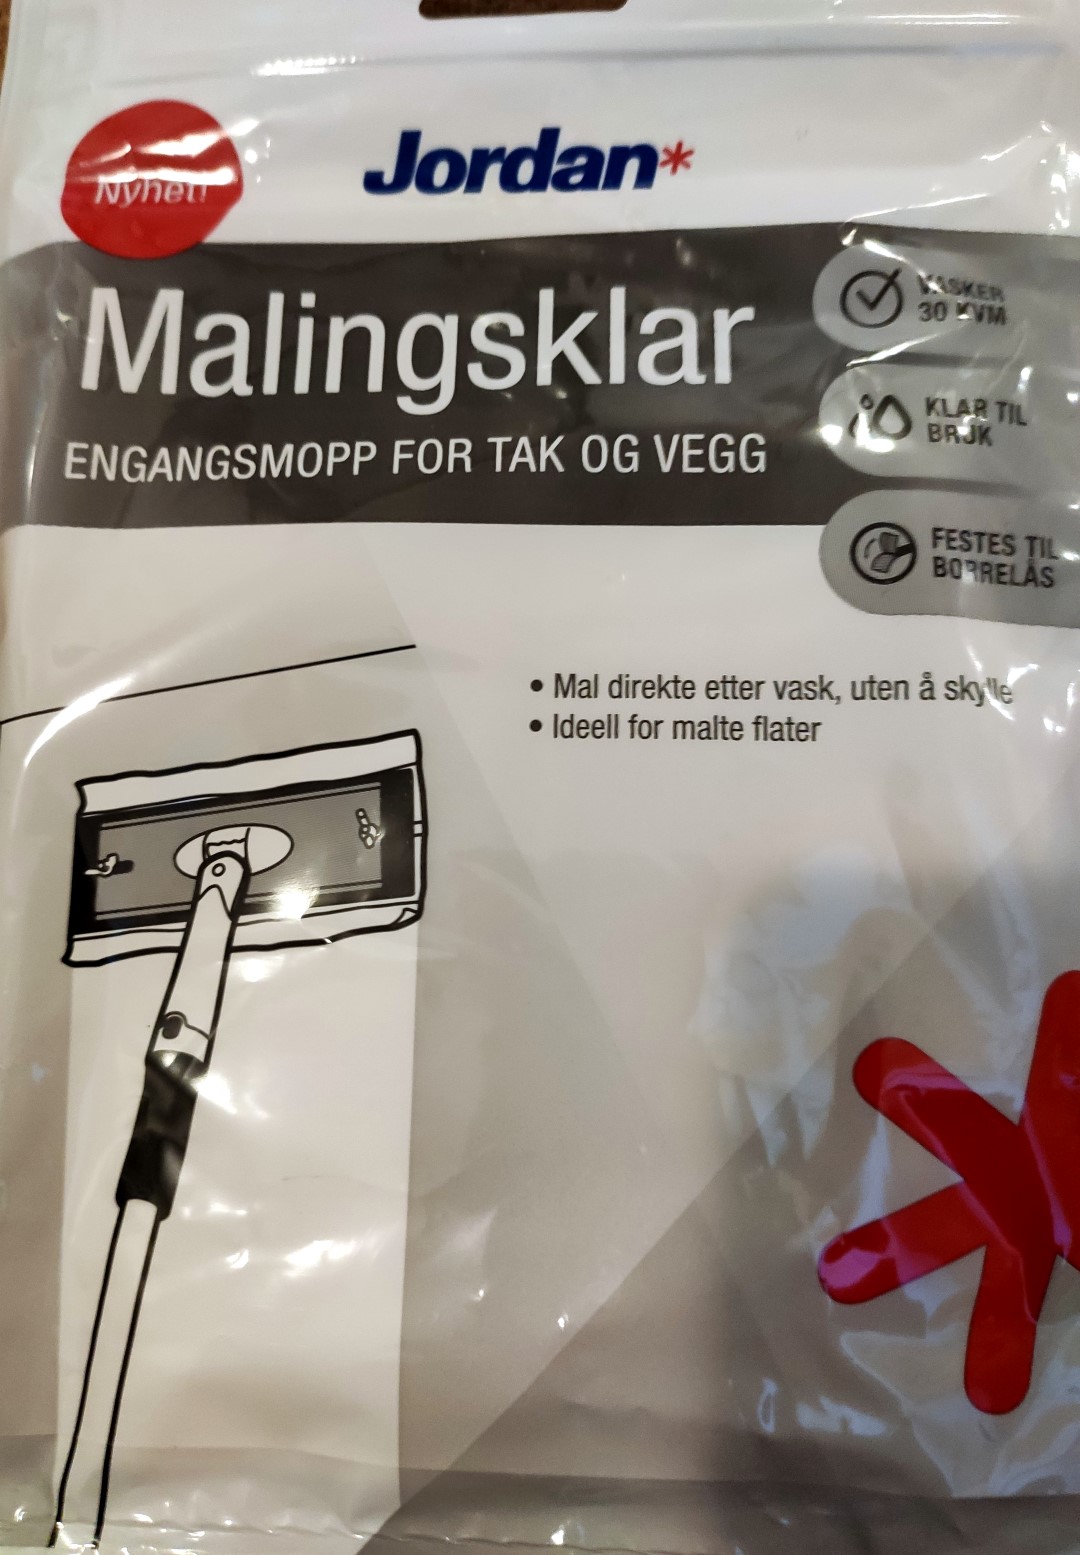 Nyhet!
Jordan*
Malingsklar
ENGANGSMOPP FOR TAK OG VEGG
VASKER
30 KVM
KLAR TIL
BRUK
FESTES TIL
BORRELÅS
• Mal direkte etter vask, uten å skylle
• Ideell for malte flater